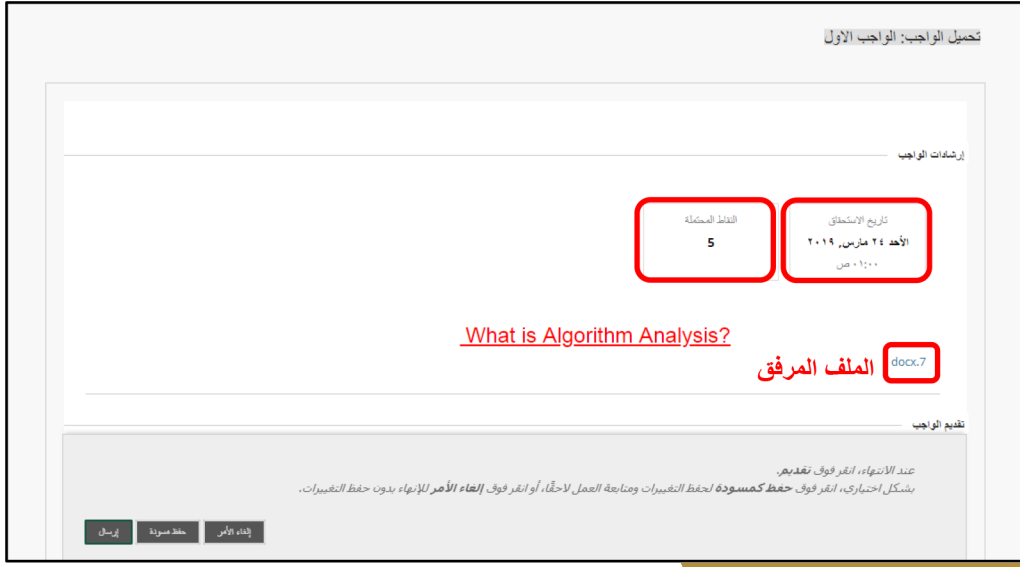 تحميل الواجب: الواجب الاول
إرشادات الواجب
تاريخ الاستحقاق
الأحد ٢٤ مارس, ٢٠١٩
٠١:٠٠ ص
النقاط المحتملة
5
What is Algorithm Analysis?
docx.7 الملف المرفق
تقديم الواجب
عند الانتهاء، انقر فوق تقديم.
بشكل اختياري، انقر فوق حفظ كمسودة لحفظ التغييرات ومتابعة العمل لاحقًا، أو انقر فوق إلغاء الأمر للإنهاء بدون حفظ التغييرات.
إلغاء الأمر حفظ مسودة إرسال